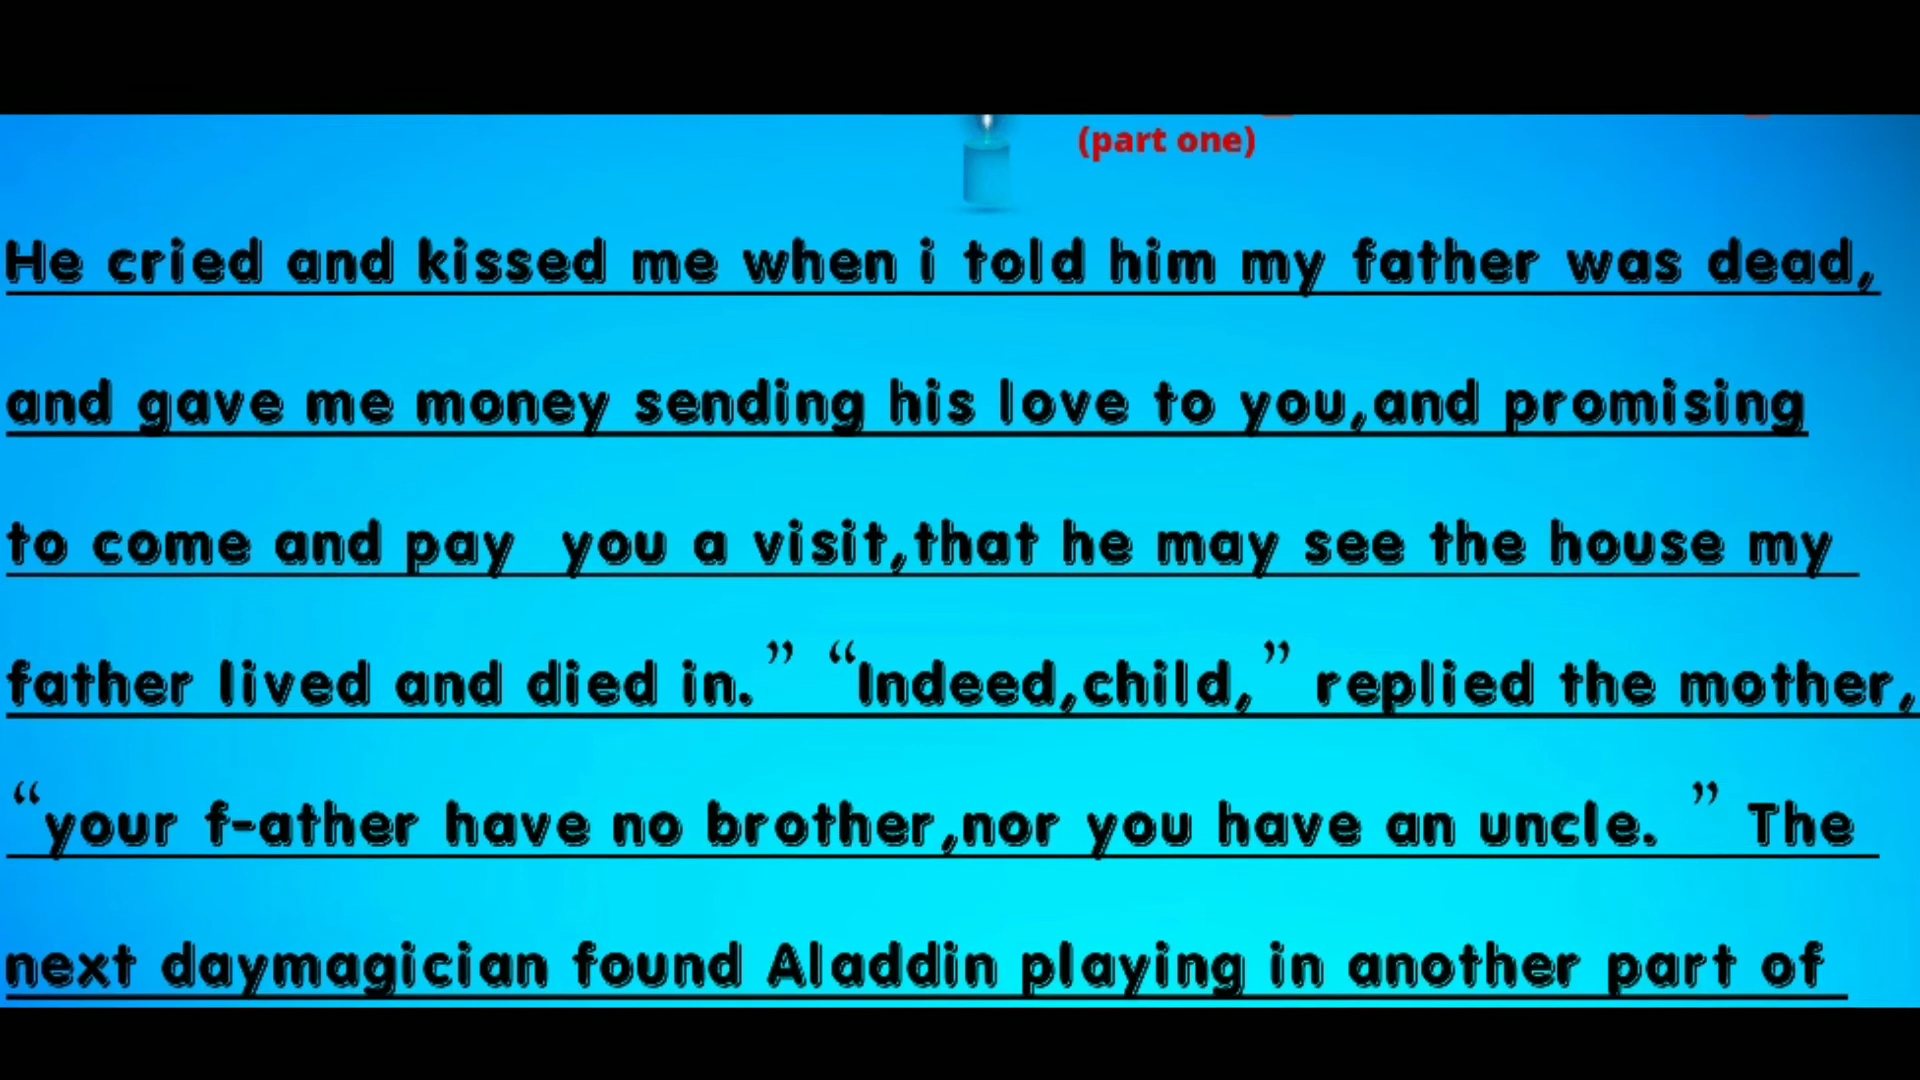 (part one)
He cried and kissed me when i told him my father was dead,
and gave me money sending his love to you,and promising
to come and pay  you a visit,that he may see the house my
father lived and died in.” “Indeed,child,” replied the mother,
“your f-ather have no brother,nor you have an uncle. ” The
next daymagician found Aladdin playing in another part of